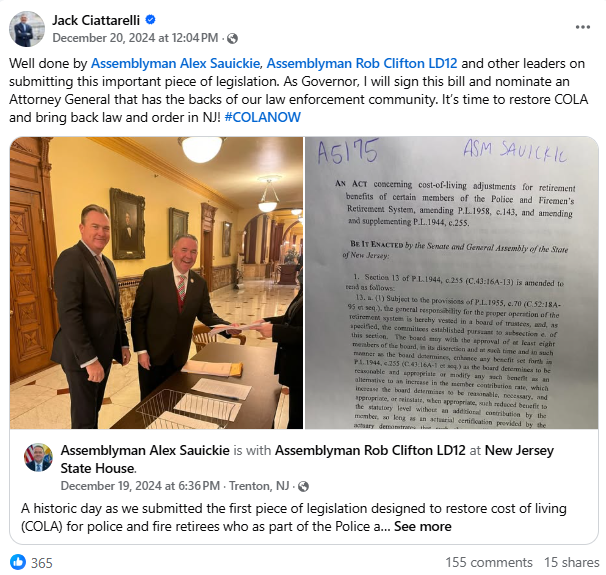 Jack Ciattarelli
December 20, 2024 at 12:04 PM ·
Well done by Assemblyman Alex Sauickie, Assemblyman Rob Clifton LD12 and other leaders on
submitting this important piece of legislation. As Governor, I will sign this bill and nominate an
Attorney General that has the backs of our law enforcement community. It's time to restore COLA
and bring back law and order in NJ! #COLANOW
A5175 ASM SAUICKIE
AN ACT concerning cost-of-living adjustments for retirement
benefits of certain members of the Police and Firemen's
Retirement System, amending P.L.1958, c.143, and amending
and supplementing P.L.1944, c.255.
BE IT ENACTED by the Senate and General Assembly of the State
of New Jersey:
1. Section 13 of P.L.1944, c.255 (C.43:16A-13) is amended to
read as follows:
13. a. (1) Subject to the provisions of P.L.1955, c.70 (C.52:18A-
95 et seq.), the general responsibility for the proper operation of the
retirement system is hereby vested in a board of trustees, and, as
specified, the committees established pursuant to subsection e. of
this section. The board may with the approval of at least eight
members of the board, in its discretion and at such time and in such
manner as the board determines, enhance any benefit set forth in
P.L.1944, c.255 (C.43:16A-1 et seq.) as the board determines to be
reasonable and appropriate or modify any such benefit as an
alternative to an increase in the member contribution rate, which
increase the board determines to be reasonable, necessary, and
appropriate, or reinstate, when appropriate, such reduced benefit to
the statutory level without an additional contribution by the
member, so long as an actuarial certification provided by the
actuary demonstrates
Assemblyman Alex Sauickie is with Assemblyman Rob Clifton LD12 at New Jersey
State House.
December 19, 2024 at 6:36 PM · Trenton, NJ ·
A historic day as we submitted the first piece of legislation designed to restore cost of living
(COLA) for police and fire retirees who as part of the Police a... See more
365 155 comments 15 shares